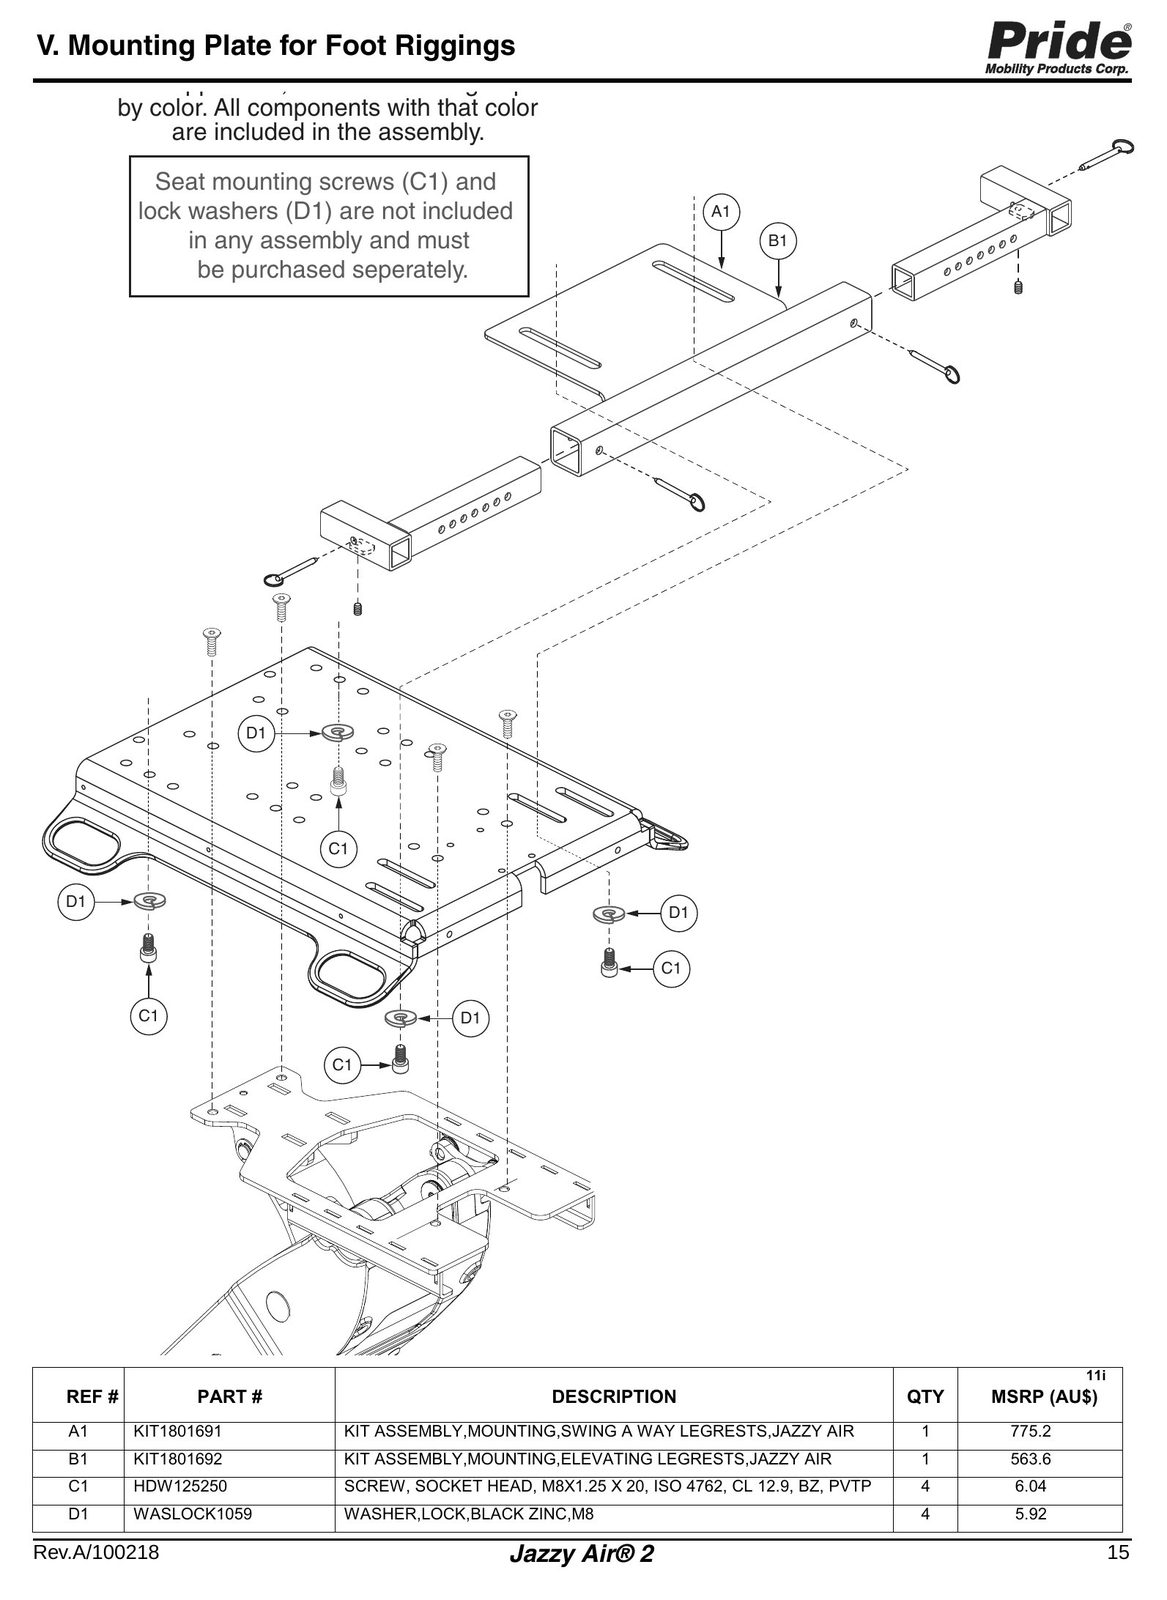 V. Mounting Plate for Foot Riggings
Pride®
Mobility Products Corp.
by color. All components with that color
are included in the assembly.
Seat mounting screws (C1) and
lock washers (D1) are not included
in any assembly and must
be purchased seperately.
A1
B1
D1
C1
D1
C1
D1
C1
D1
C1
11i
REF # PART # DESCRIPTION QTY MSRP (AU$)
A1 KIT1801691 KIT ASSEMBLY,MOUNTING,SWING A WAY LEGRESTS,JAZZY AIR 1 775.2
B1 KIT1801692 KIT ASSEMBLY,MOUNTING,ELEVATING LEGRESTS,JAZZY AIR 1 563.6
C1 HDW125250 SCREW, SOCKET HEAD, M8X1.25 X 20, ISO 4762, CL 12.9, BZ, PVTP 4 6.04
D1 WASLOCK1059 WASHER,LOCK,BLACK ZINC,M8 4 5.92
Rev.A/100218 Jazzy Air® 2 15